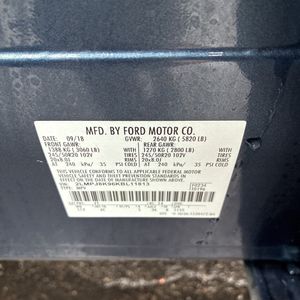 MFD. BY FORD MOTOR CO.
DATE: 09/18 GVWR: 2640 KG ( 5820 LB)
FRONT GAWR: REAR GAWR:
1388 KG ( 3060 LB) 1270 KG ( 2800 LB)
245/50R20 102V TIRES 245/50R20 102V
20x8.0J RIMS 20x8.0J
AT 240 kPa/ 35 PSI COLD AT 240 kPa/ 35 PSI COLD
THIS VEHICLE CONFORMS TO ALL APPLICABLE FEDERAL MOTOR
VEHICLE SAFETY AND THEFT PREVENTION STANDARDS IN
EFFECT ON THE DATE OF MANUFACTURE SHOWN ABOVE.
VIN: 2LMPJ8K96KBL11813
TYPE: MPV